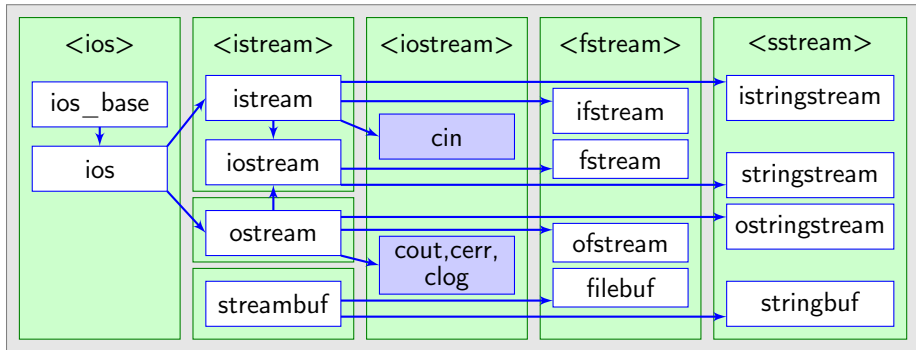 <ios>
ios_base
ios
<istream>
istream
iostream
ostream
streambuf
<iostream>
cin
cout,cerr,
clog
<fstream>
ifstream
fstream
ofstream
filebuf
<sstream>
istringstream
stringstream
ostringstream
stringbuf